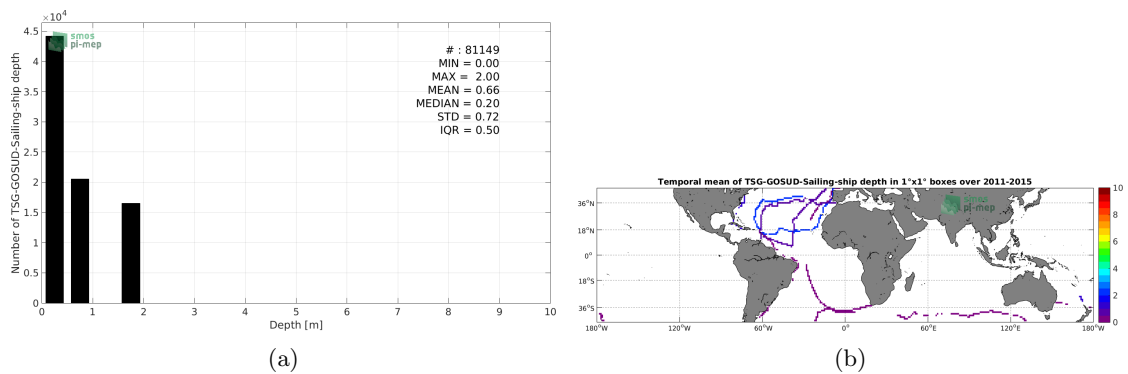 ×10⁴
4.5
4
3.5
3
2.5
2
1.5
1
0.5
0
Number of TSG-GOSUD-Sailing-ship depth
smos
pi-mep
# : 81149
MIN = 0.00
MAX = 2.00
MEAN = 0.66
MEDIAN = 0.20
STD = 0.72
IQR = 0.50
0 1 2 3 4 5 6 7 8 9 10
Depth [m]
(a)
Temporal mean of TSG-GOSUD-Sailing-ship depth in 1°x1° boxes over 2011-2015
smos
pi-mep
36°N
18°N
0°
18°S
36°S
180°W 120°W 60°W 0° 60°E 120°E 180°W
10
8
6
4
2
0
(b)